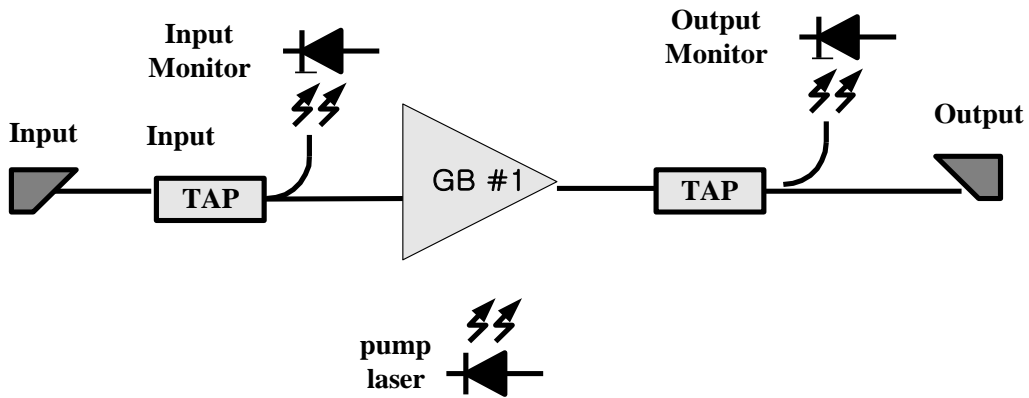 Input
Monitor
Output
Monitor
Input
Input
Output
TAP
GB #1
TAP
pump
laser